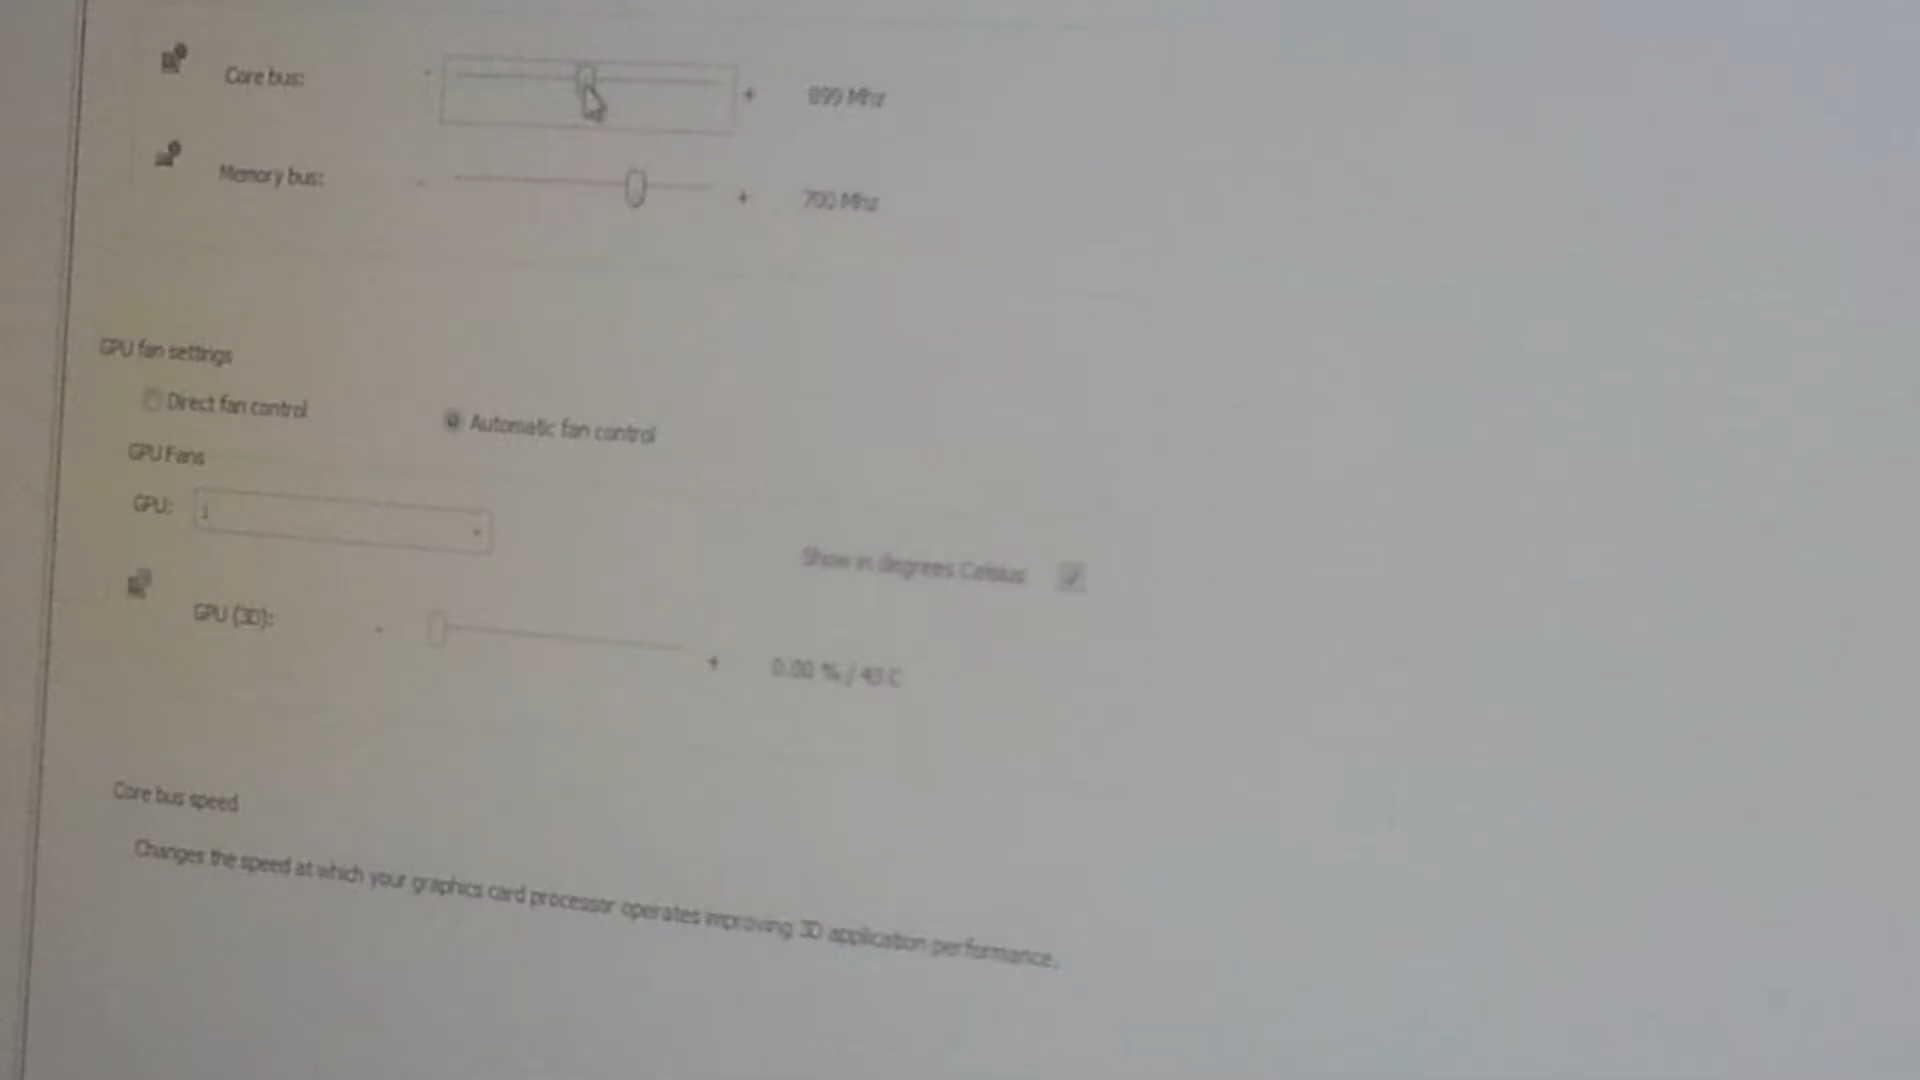 Core bus: - + 899 Mhz
Memory bus: - + 700 Mhz
GPU fan settings
Direct fan control Automatic fan control
GPU Fans
GPU: 1
Show in degrees Celsius
GPU (3D): - + 0.00 % / 43 C
Core bus speed
Changes the speed at which your graphics card processor operates improving 3D application performance.